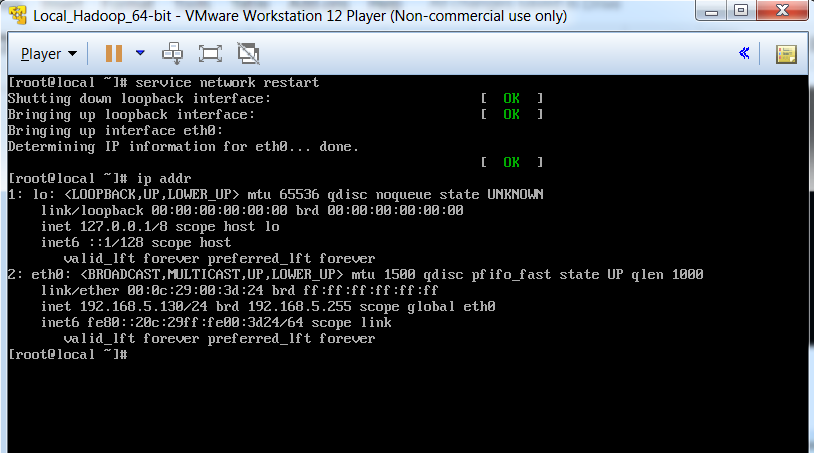 Local_Hadoop_64-bit - VMware Workstation 12 Player (Non-commercial use only)
Player
[root@local ~]# service network restart
Shutting down loopback interface: [ OK ]
Bringing up loopback interface: [ OK ]
Bringing up interface eth0:
Determining IP information for eth0... done.
[ OK ]
[root@local ~]# ip addr
1: lo: <LOOPBACK,UP,LOWER_UP> mtu 65536 qdisc noqueue state UNKNOWN
link/loopback 00:00:00:00:00:00 brd 00:00:00:00:00:00
inet 127.0.0.1/8 scope host lo
inet6 ::1/128 scope host
valid_lft forever preferred_lft forever
2: eth0: <BROADCAST,MULTICAST,UP,LOWER_UP> mtu 1500 qdisc pfifo_fast state UP qlen 1000
link/ether 00:0c:29:00:3d:24 brd ff:ff:ff:ff:ff:ff
inet 192.168.5.130/24 brd 192.168.5.255 scope global eth0
inet6 fe80::20c:29ff:fe00:3d24/64 scope link
valid_lft forever preferred_lft forever
[root@local ~]#